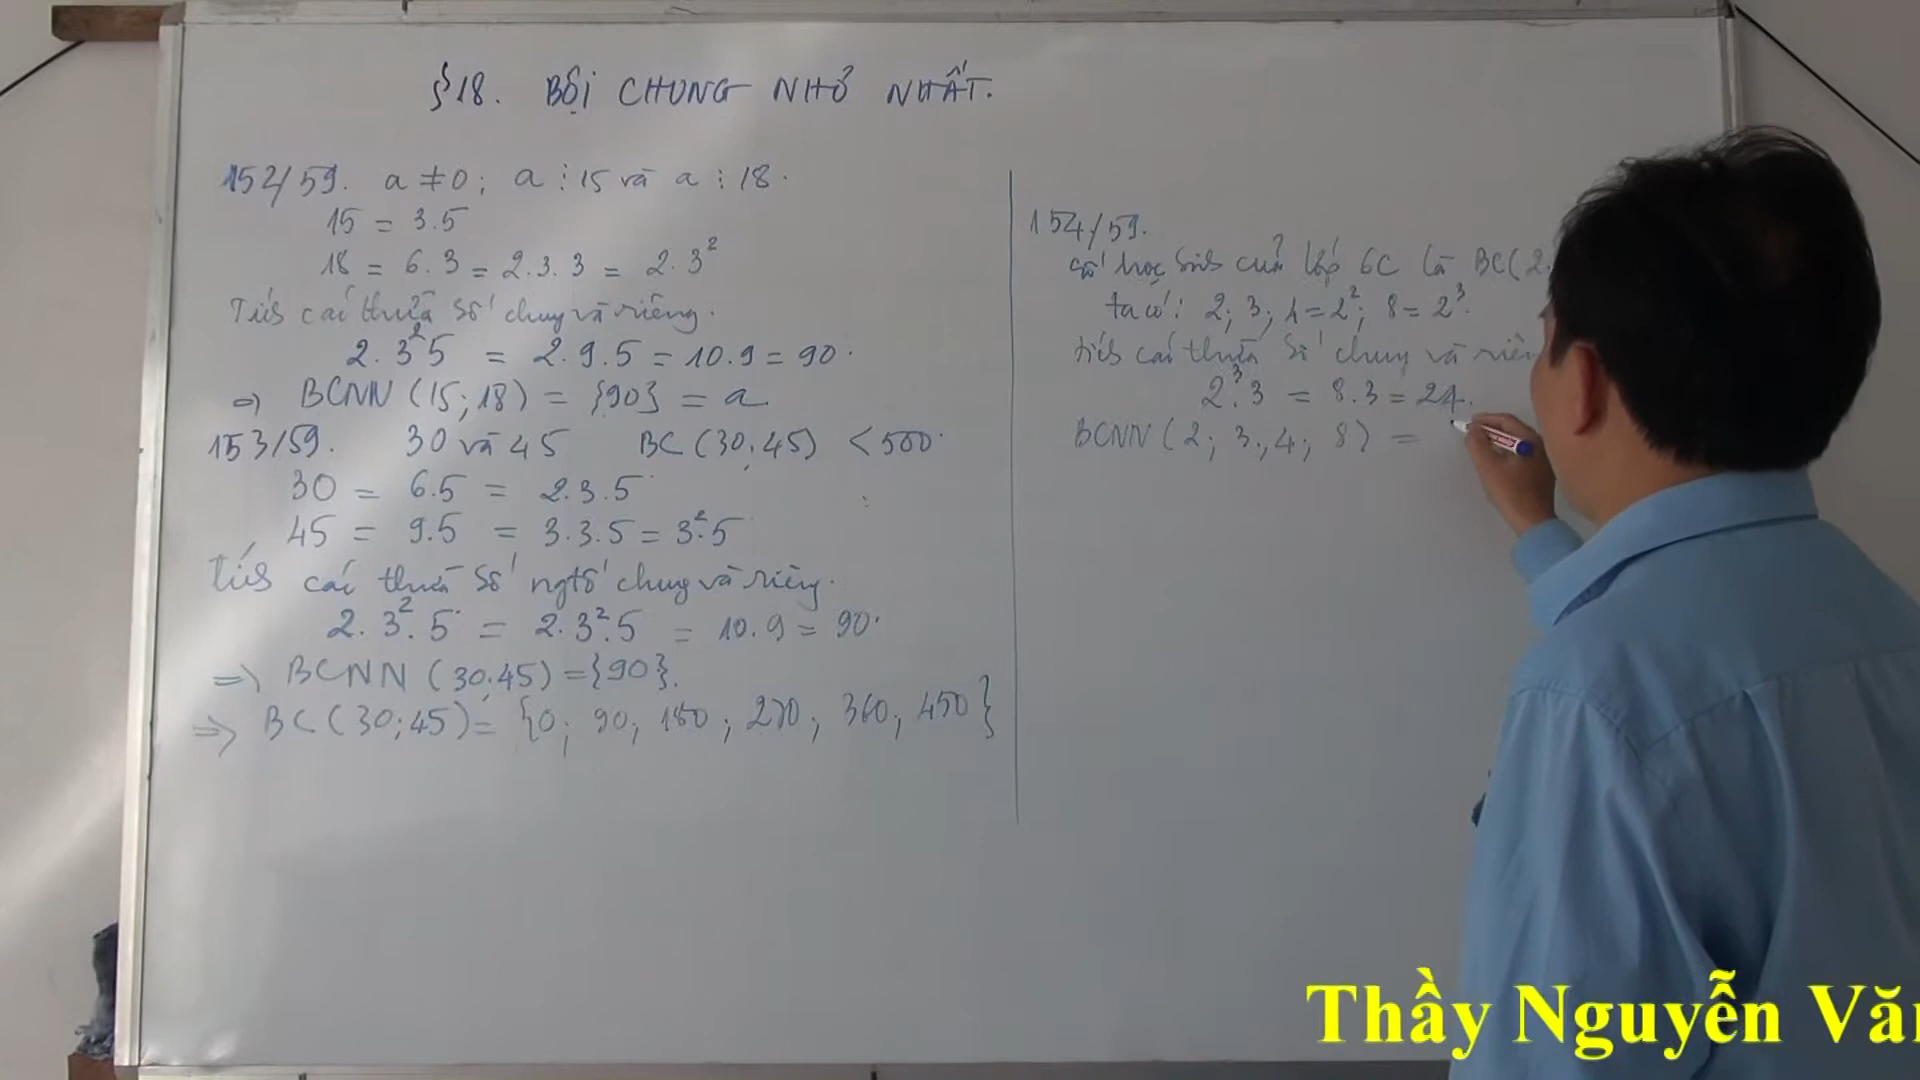 §18. BỘI CHUNG NHỎ NHẤT.
152/59. a ≠ 0; a ⋮ 15 và a ⋮ 18.
15 = 3.5
18 = 6.3 = 2.3.3 = 2.3²
Tích các thừa số chung và riêng.
2.3².5 = 2.9.5 = 10.9 = 90.
⇒ BCNN (15; 18) = {90} = a
153/59. 30 và 45 BC (30; 45) < 500.
30 = 6.5 = 2.3.5
45 = 9.5 = 3.3.5 = 3².5
Tích các thừa số ngtố chung và riêng.
2.3².5 = 2.3².5 = 10.9 = 90.
⇒ BCNN (30; 45) = {90}.
⇒ BC (30; 45) = {0; 90; 180; 270; 360; 450}
154/59.
Số học sinh của lớp 6C là BC(2
ta có: 2; 3; 4 = 2²; 8 = 2³.
tích các thừa số chung và
2³.3 = 8.3 = 24.
BCNN (2; 3; 4; 8) =
Thầy Nguyễn